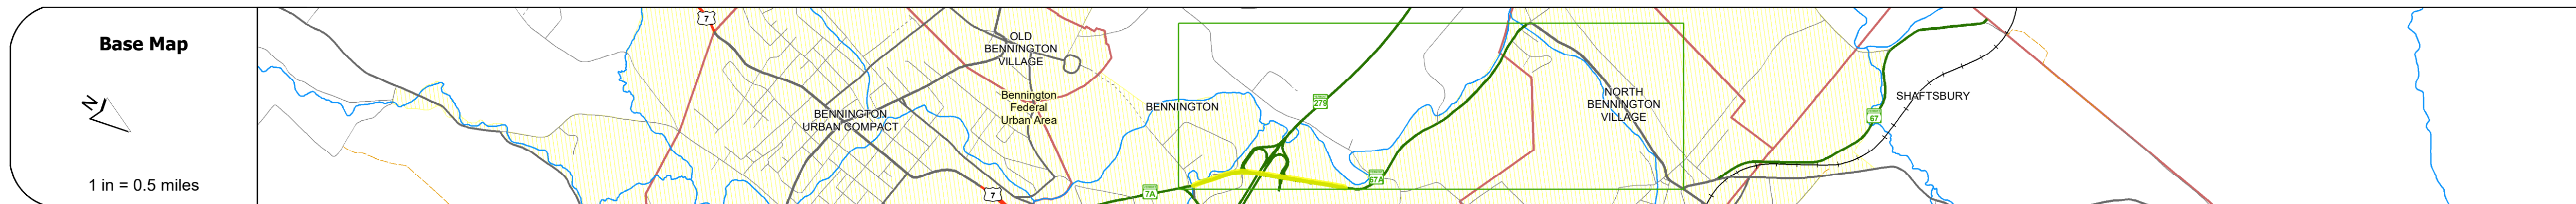 Base Map
N
1 in = 0.5 miles
7
OLD
BENNINGTON
VILLAGE
Bennington
Federal
Urban Area
BENNINGTON
URBAN COMPACT
7
BENNINGTON
7A
279
67A
NORTH
BENNINGTON
VILLAGE
67
SHAFTSBURY